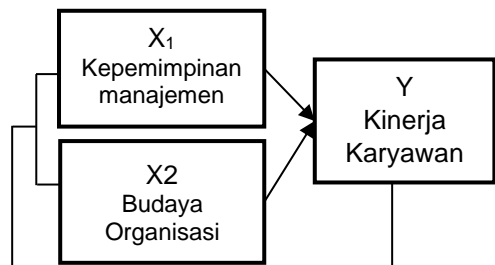 X₁
Kepemimpinan
manajemen
X2
Budaya
Organisasi
Y
Kinerja
Karyawan